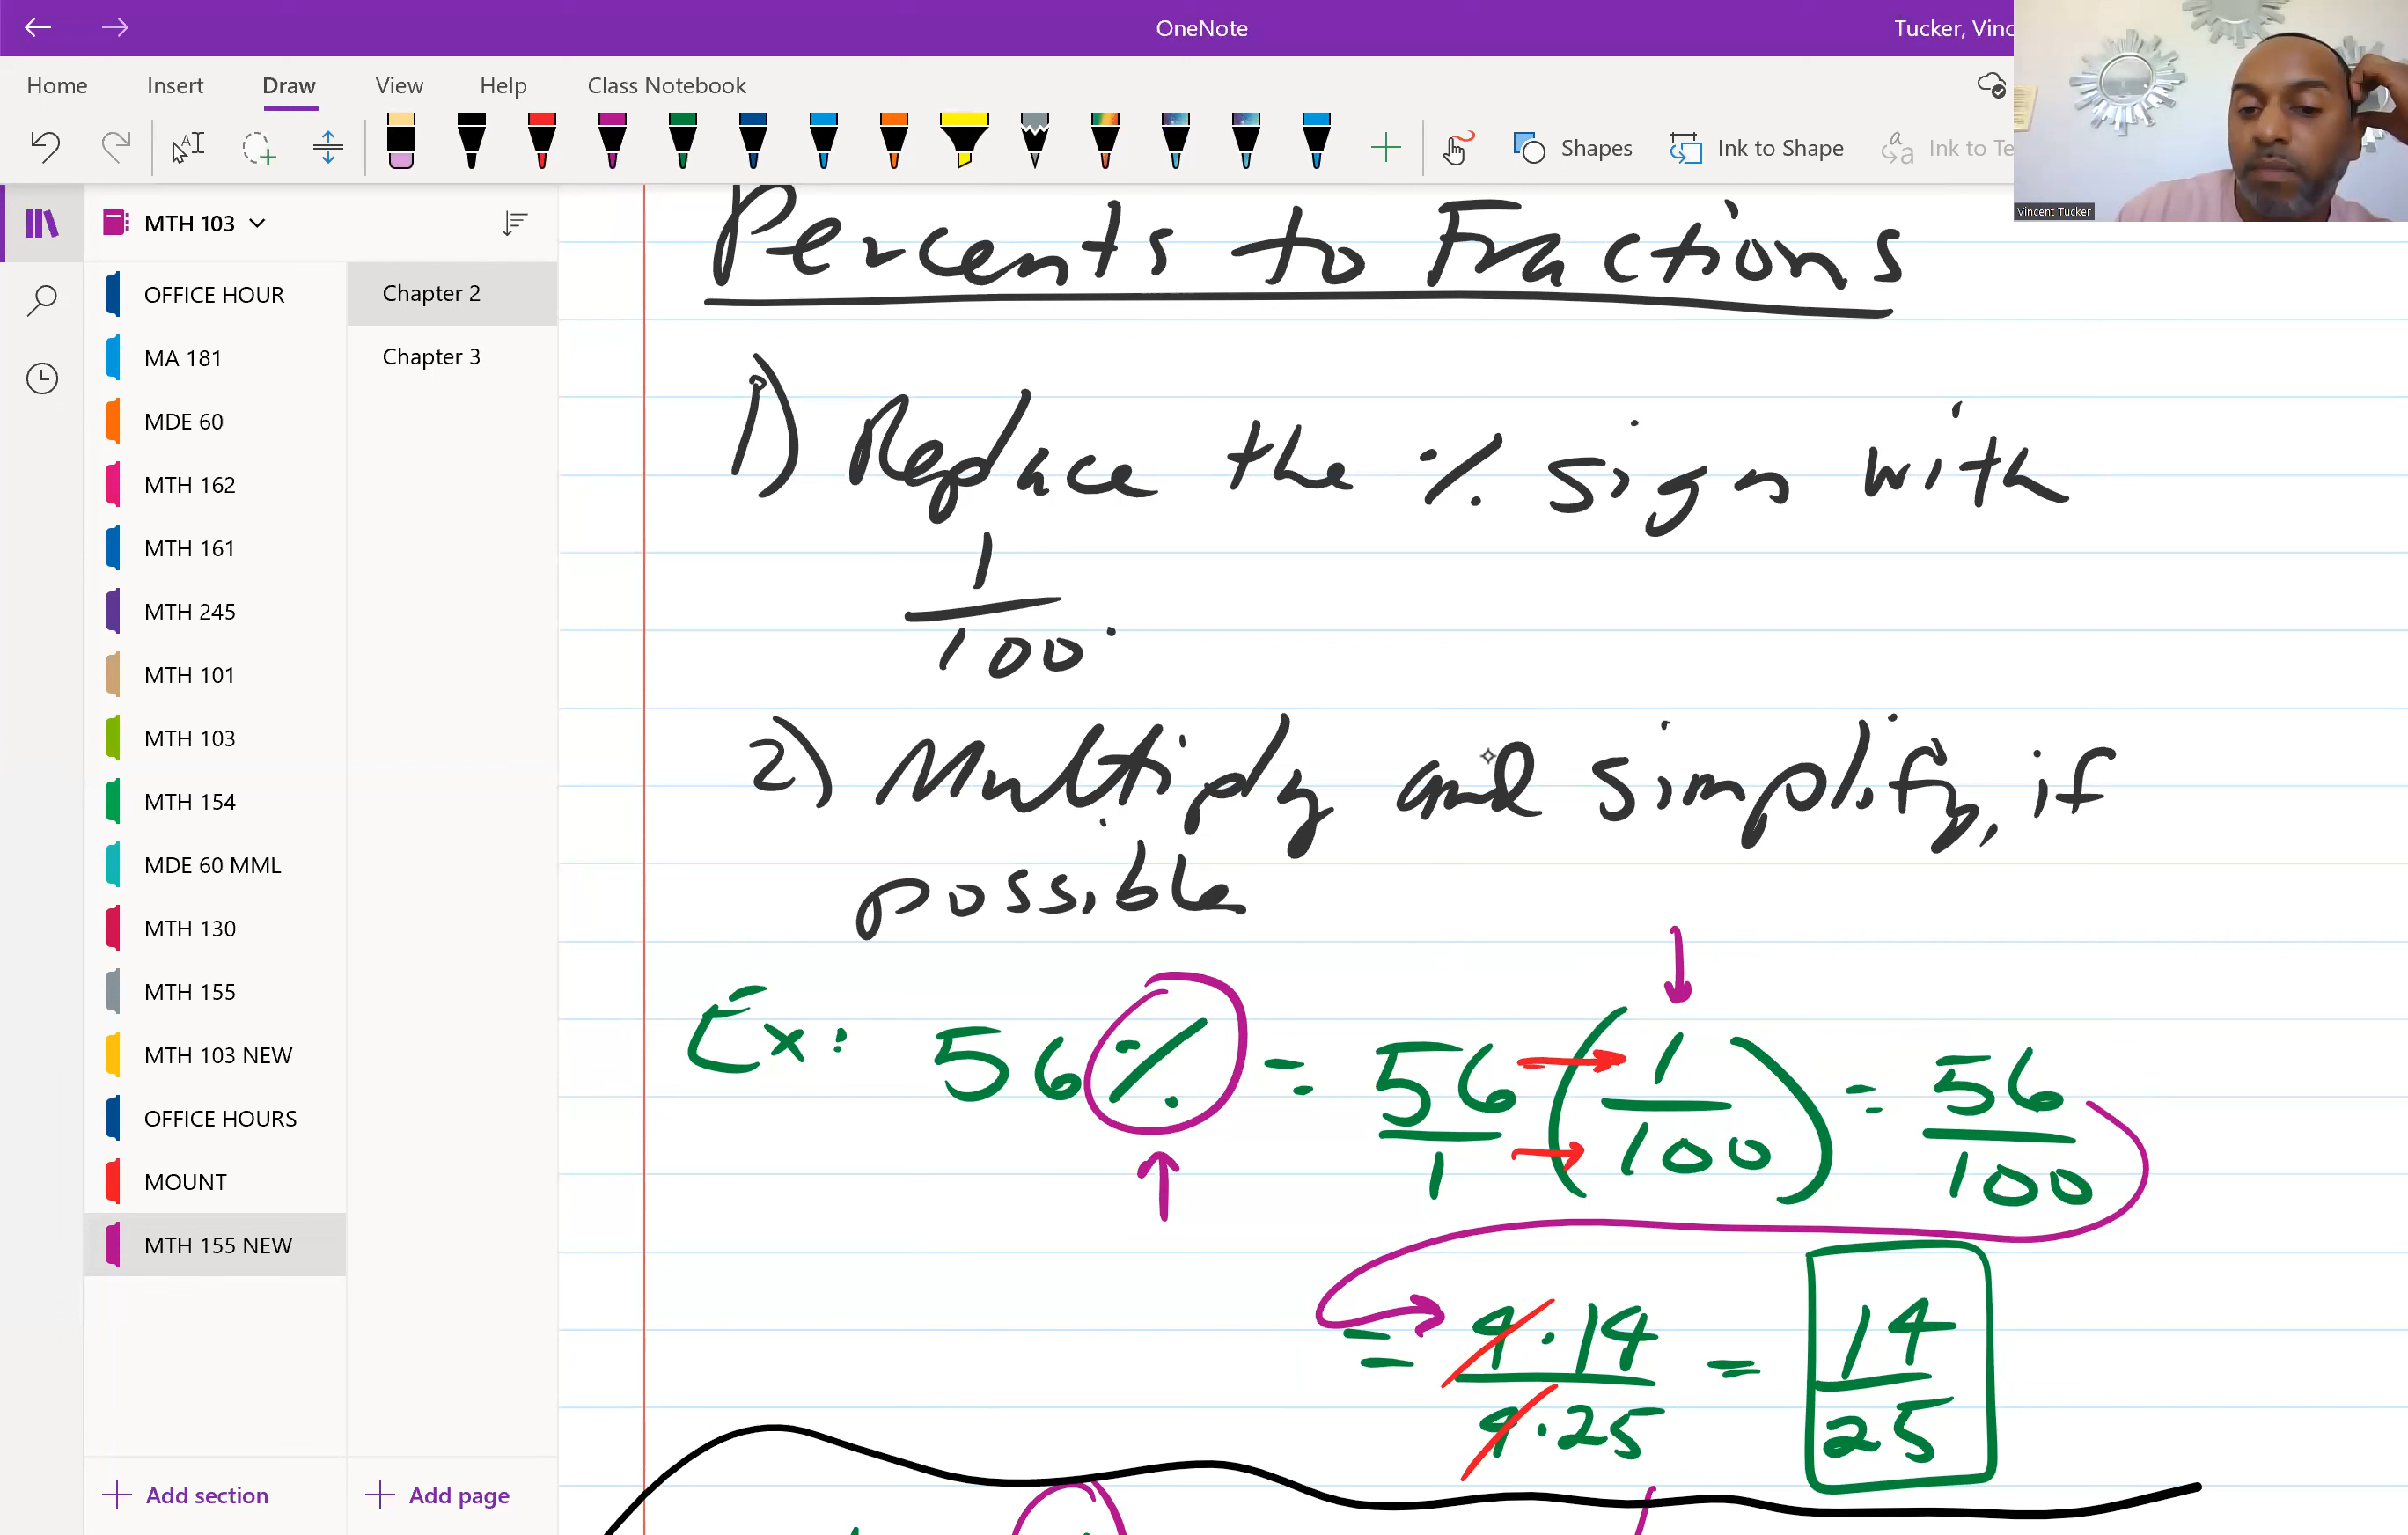 OneNote
Tucker, Vinc
Home Insert Draw View Help Class Notebook
Shapes Ink to Shape Ink to Te
Vincent Tucker
MTH 103
OFFICE HOUR
MA 181
MDE 60
MTH 162
MTH 161
MTH 245
MTH 101
MTH 103
MTH 154
MDE 60 MML
MTH 130
MTH 155
MTH 103 NEW
OFFICE HOURS
MOUNT
MTH 155 NEW
Add section
Chapter 2
Chapter 3
Add page
Percents to Fractions
1) Replace the % sign with
1/100.
2) Multiply and simplify, if
possible
Ex: 56% = 56/1 (1/100) = 56/100
= 4·14/4·25 = 14/25